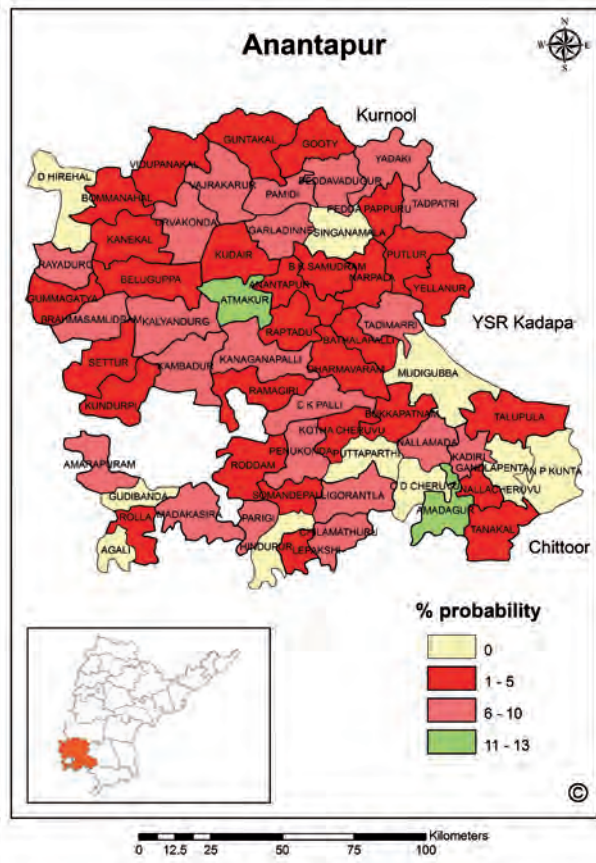 Anantapur
N
W E
S
Kurnool
GUNTAKAL
GOOTY
VIDUPANAKAL
YADAKI
D HIREHAL
VAJRAKARUR
PEDDAVADUGUR
BOMMANAHAL
PAMIDI
TADPATRI
PEDDA PAPPURU
URVAKONDA
GARLADINNE
SINGANAMALA
KANEKAL
KUDAIR
PUTLUR
RAYADURG
B K SAMUDRAM
NARPALA
BELUGUPPA
ANANTAPUR
YELLANUR
GUMMAGATYA
ATMAKUR
BRAHMASAMUDRAM
KALYANDURG
TADIMARRI
YSR Kadapa
RAPTADU
BATHALAPALLI
SETTUR
KANAGANAPALLI
KAMBADUR
DHARMAVARAM
MUDIGUBBA
RAMAGIRI
KUNDURPI
C K PALLI
BUKKAPATNAM
TALUPULA
KOTHA CHERUVU
AMARAPURAM
PENUKONDA
PUTTAPARTHI
NALLAMADA
KADIRI
RODDAM
GANDLAPENTA
N P KUNTA
O D CHERUVU
NALLACHERUVU
GUDIBANDA
SOMANDEPALLI
GORANTLA
ROLLA
MADAKASIRA
PARIGI
AMADAGUR
CHILAMATHURU
TANAKAL
AGALI
HINDUPUR
LEPAKSHI
Chittoor
% probability
0
1 - 5
6 - 10
11 - 13
©
Kilometers
0 12.5 25 50 75 100